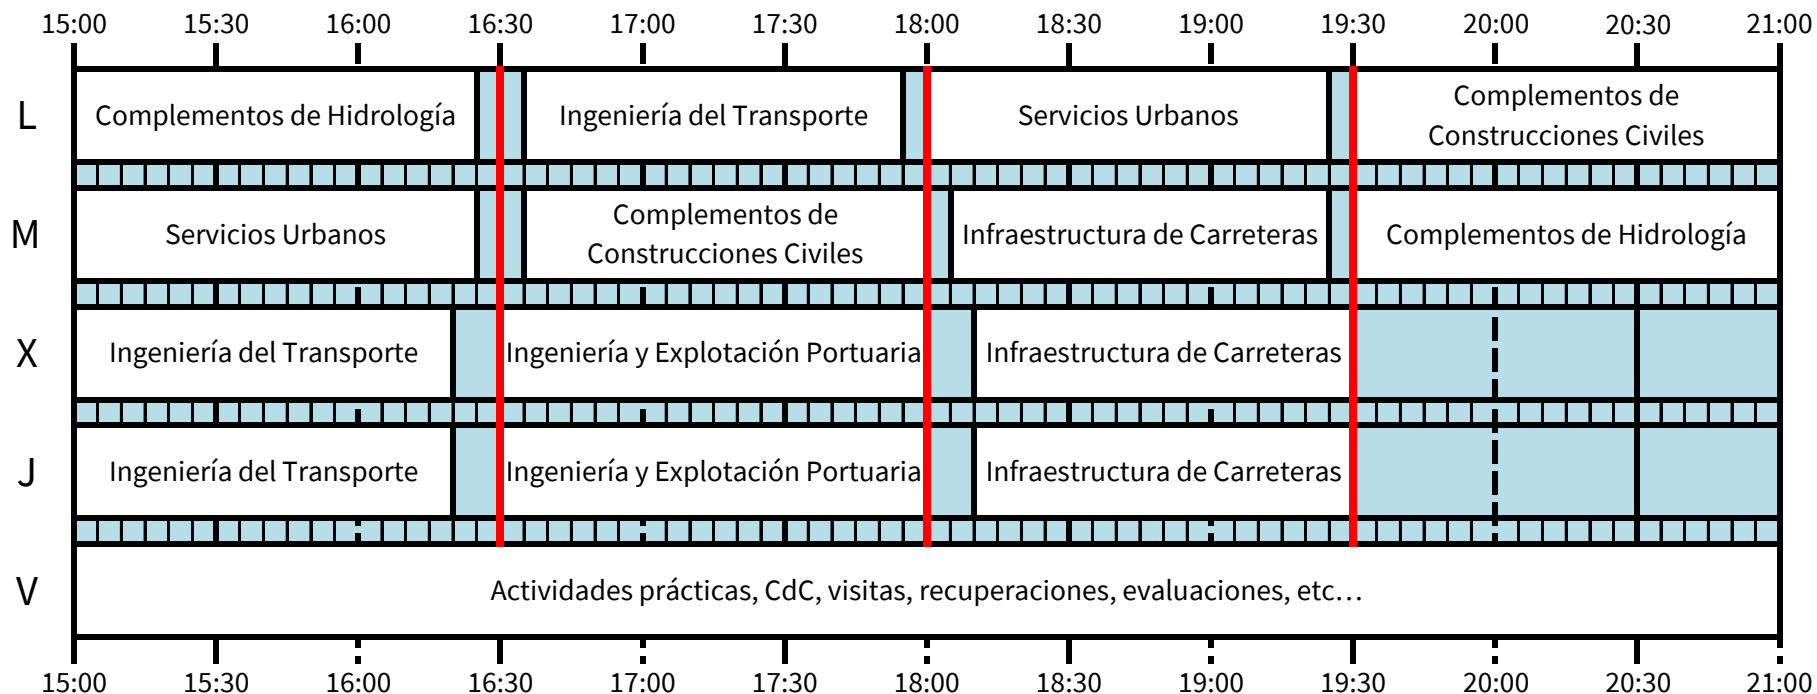 15:00 15:30 16:00 16:30 17:00 17:30 18:00 18:30 19:00 19:30 20:00 20:30 21:00
L
Complementos de Hidrología
Ingeniería del Transporte
Servicios Urbanos
Complementos de
Construcciones Civiles
M
Servicios Urbanos
Complementos de
Construcciones Civiles
Infraestructura de Carreteras
Complementos de Hidrología
X
Ingeniería del Transporte
Ingeniería y Explotación Portuaria
Infraestructura de Carreteras
J
Ingeniería del Transporte
Ingeniería y Explotación Portuaria
Infraestructura de Carreteras
V
Actividades prácticas, CdC, visitas, recuperaciones, evaluaciones, etc…
15:00 15:30 16:00 16:30 17:00 17:30 18:00 18:30 19:00 19:30 20:00 20:30 21:00